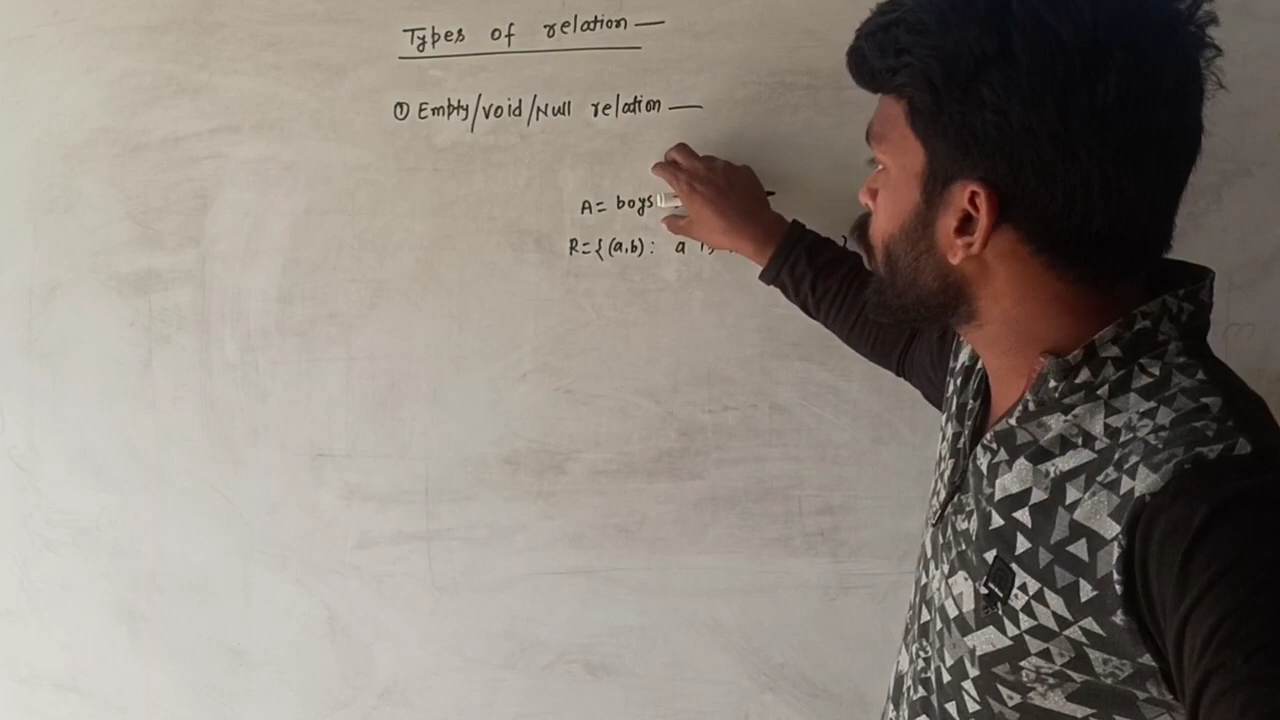 Types of relation —
① Empty/void/Null relation —
A= boys
R={(a,b): a